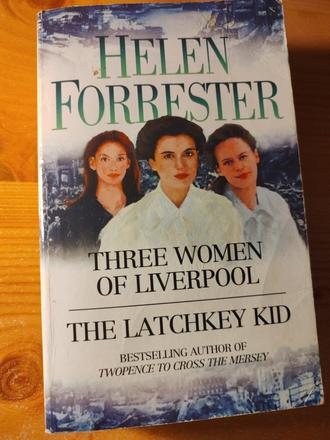 HELEN
FORRESTER
THREE WOMEN
OF LIVERPOOL
THE LATCHKEY KID
BESTSELLING AUTHOR OF
TWOPENCE TO CROSS THE MERSEY